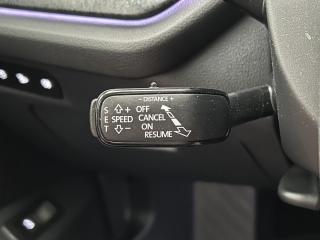 - DISTANCE +
S ⇧+ OFF
E SPEED CANCEL
T ⇩- ON
RESUME